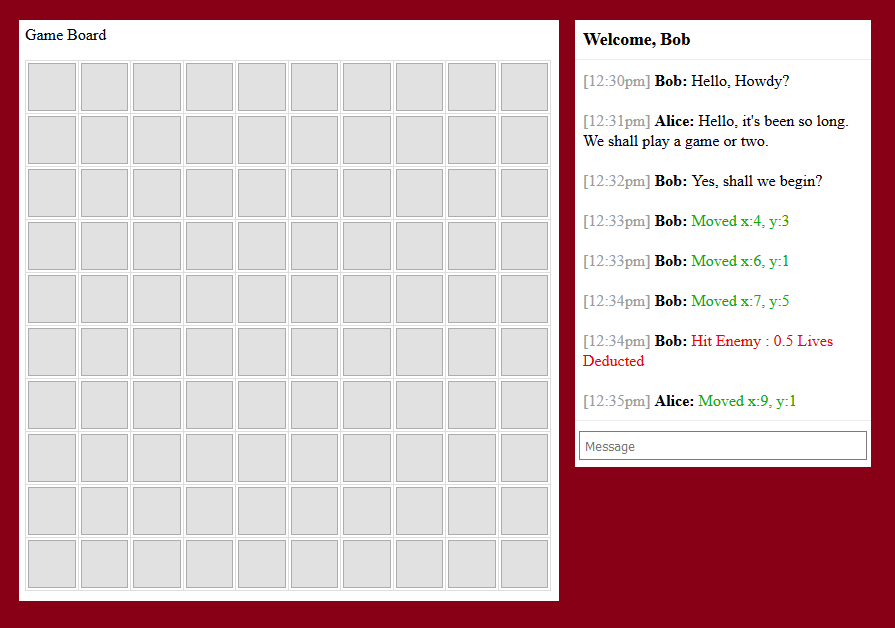 Game Board
Welcome, Bob
[12:30pm] Bob: Hello, Howdy?
[12:31pm] Alice: Hello, it's been so long.
We shall play a game or two.
[12:32pm] Bob: Yes, shall we begin?
[12:33pm] Bob: Moved x:4, y:3
[12:33pm] Bob: Moved x:6, y:1
[12:34pm] Bob: Moved x:7, y:5
[12:34pm] Bob: Hit Enemy : 0.5 Lives
Deducted
[12:35pm] Alice: Moved x:9, y:1
Message